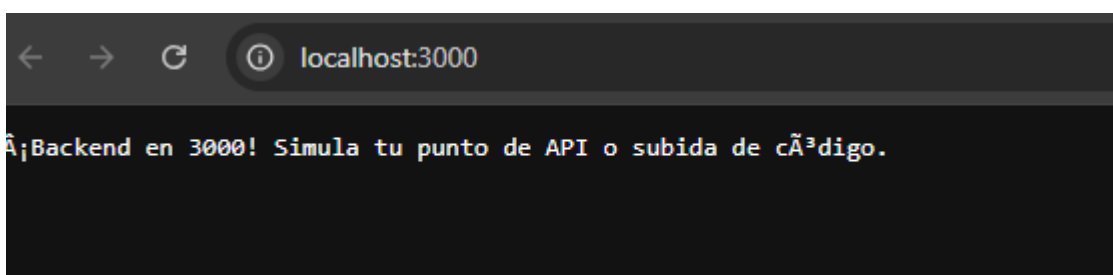 localhost:3000
Â¡Backend en 3000! Simula tu punto de API o subida de cÃ³digo.